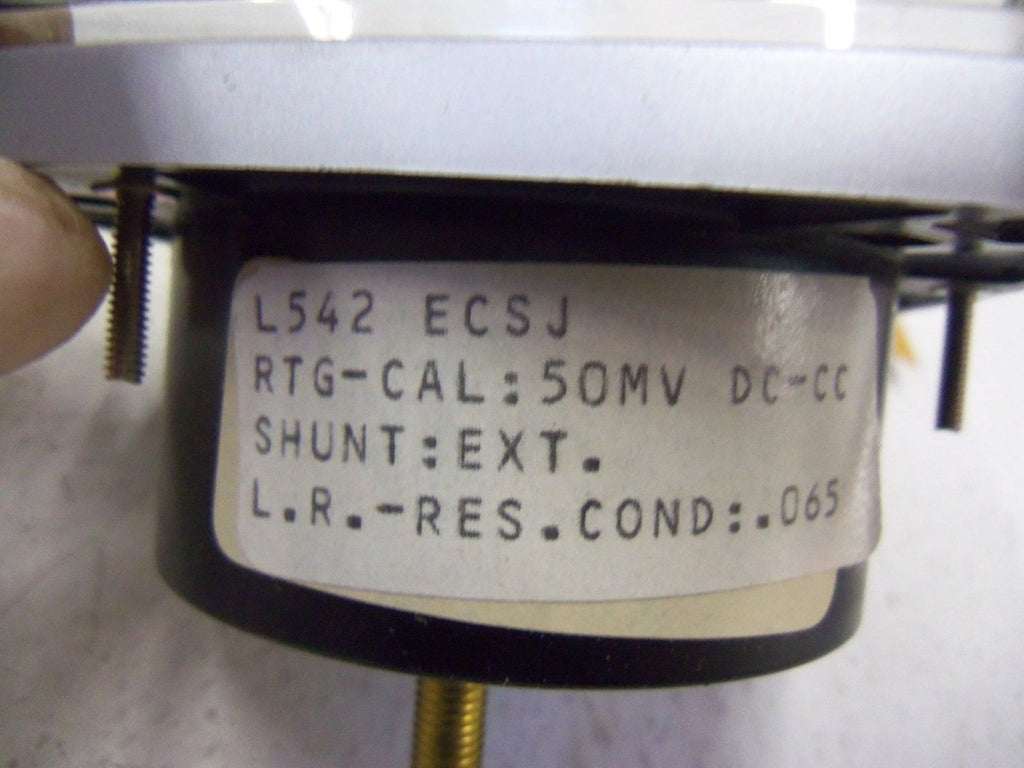 L542 ECSJ
RTG-CAL:50MV DC-CC
SHUNT:EXT.
L.R.-RES.COND:.065